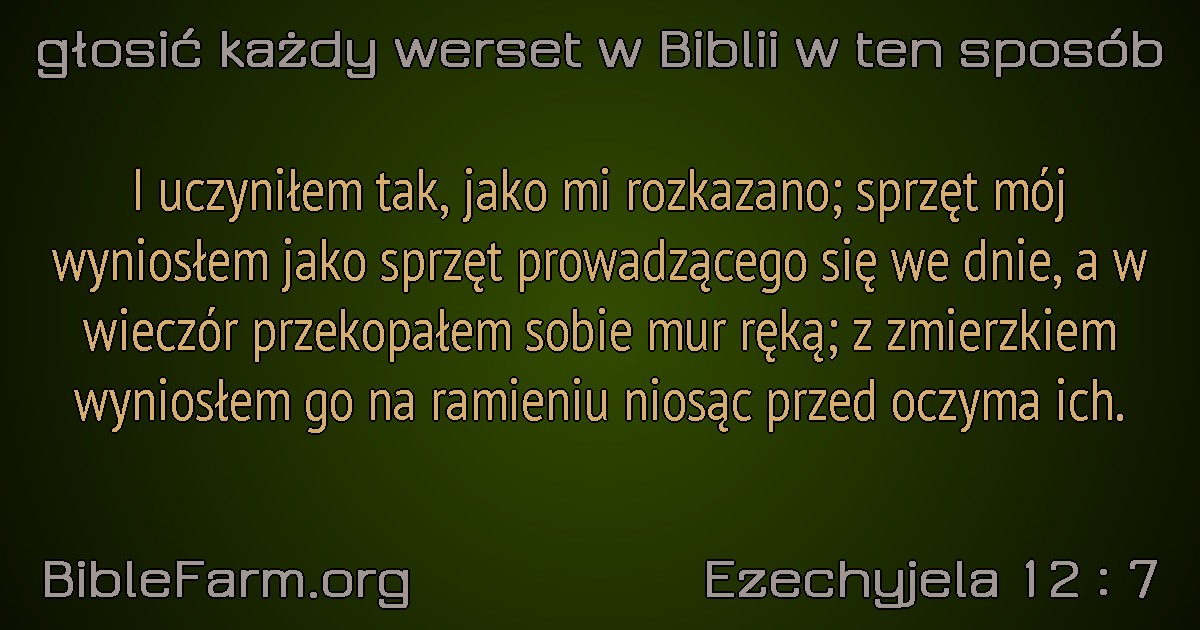 głosić każdy werset w Biblii w ten sposób
I uczyniłem tak, jako mi rozkazano; sprzęt mój
wyniosłem jako sprzęt prowadzącego się we dnie, a w
wieczór przekopałem sobie mur ręką; z zmierzkiem
wyniosłem go na ramieniu niosąc przed oczyma ich.
BibleFarm.org
Ezechyjela 12 : 7